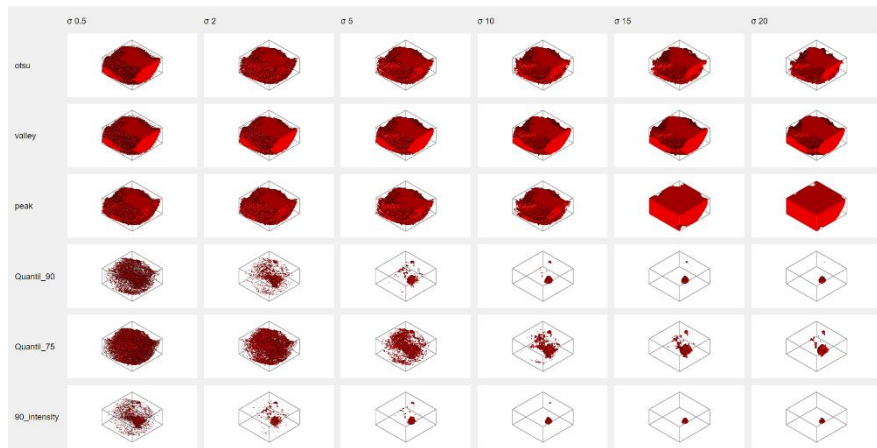 σ 0.5 σ 2 σ 5 σ 10 σ 15 σ 20
otsu
valley
peak
Quantil_90
Quantil_75
90_intensity